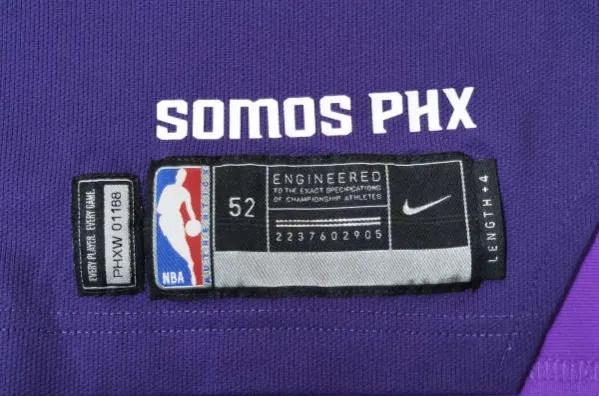 SOMOS PHX
EVERY PLAYER. EVERY GAME.
PHXW 01188
NBA
AUTHENTICS
52
ENGINEERED
TO THE EXACT SPECIFICATIONS
OF CHAMPIONSHIP ATHLETES
2237602905
LENGTH +4